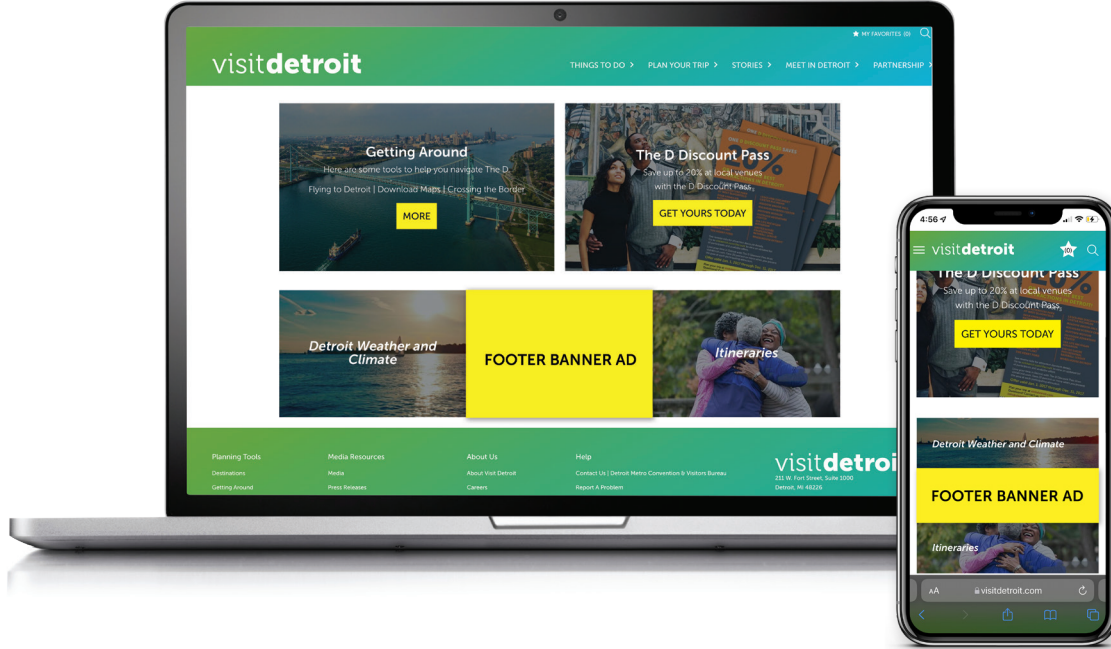 MY FAVORITES (0)
visitdetroit
THINGS TO DO > PLAN YOUR TRIP > STORIES > MEET IN DETROIT > PARTNERSHIP >
Getting Around
Here are some tools to help you navigate The D.
Flying to Detroit | Download Maps | Crossing the Border
MORE
The D Discount Pass
Save up to 20% at local venues
with the D Discount Pass
GET YOURS TODAY
20%
Detroit Weather and
Climate
FOOTER BANNER AD
Itineraries
Planning Tools
Destinations
Getting Around
Media Resources
Media
Press Releases
About Us
About Visit Detroit
Careers
Help
Contact Us | Detroit Metro Convention & Visitors Bureau
Report A Problem
visitdetroi
211 W. Fort Street, Suite 1000
Detroit, MI 48226
4:56
visitdetroit
(0)
The D Discount Pass
Save up to 20% at local venues
with the D Discount Pass
GET YOURS TODAY
Detroit Weather and Climate
FOOTER BANNER AD
Itineraries
AA visitdetroit.com